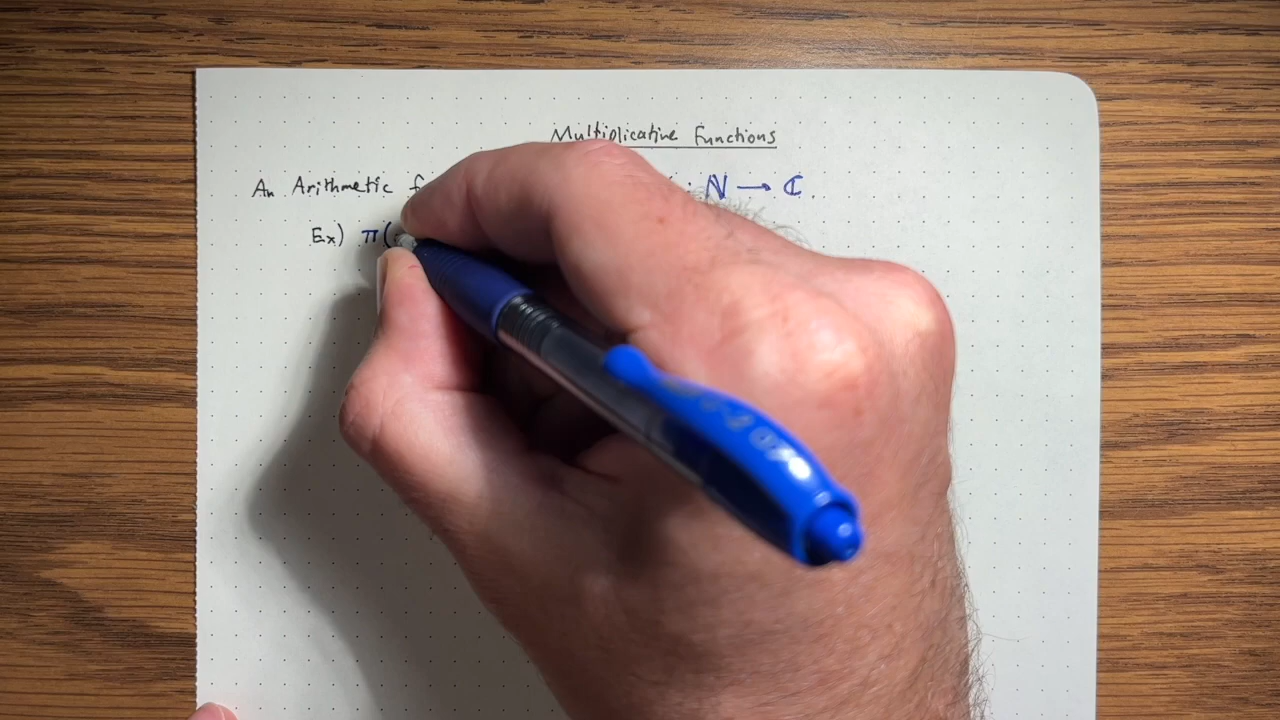 Multiplicative Functions
An Arithmetic f : ℕ → ℂ.
Ex) π(